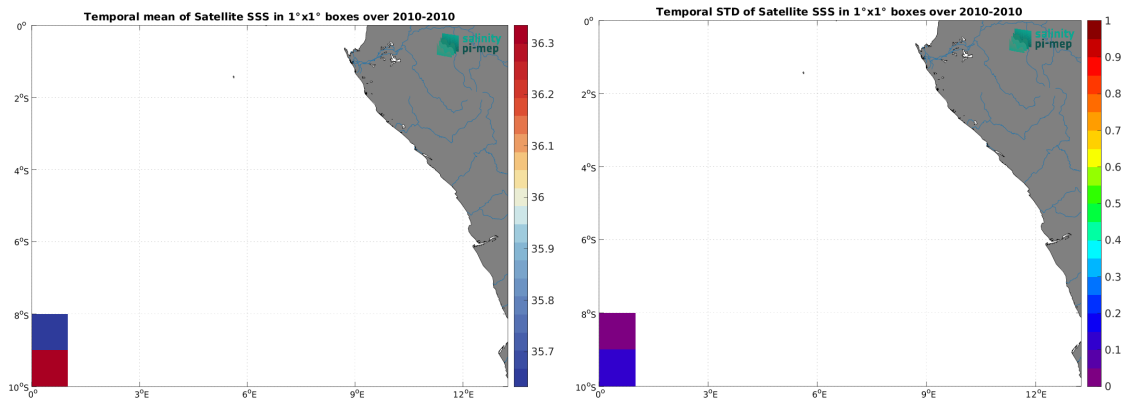 Temporal mean of Satellite SSS in 1°x1° boxes over 2010-2010
0°
2°S
4°S
6°S
8°S
10°S
0°
3°E
6°E
9°E
12°E
salinity
pi-mep
36.3
36.2
36.1
36
35.9
35.8
35.7
Temporal STD of Satellite SSS in 1°x1° boxes over 2010-2010
0°
2°S
4°S
6°S
8°S
10°S
0°
3°E
6°E
9°E
12°E
salinity
pi-mep
1
0.9
0.8
0.7
0.6
0.5
0.4
0.3
0.2
0.1
0